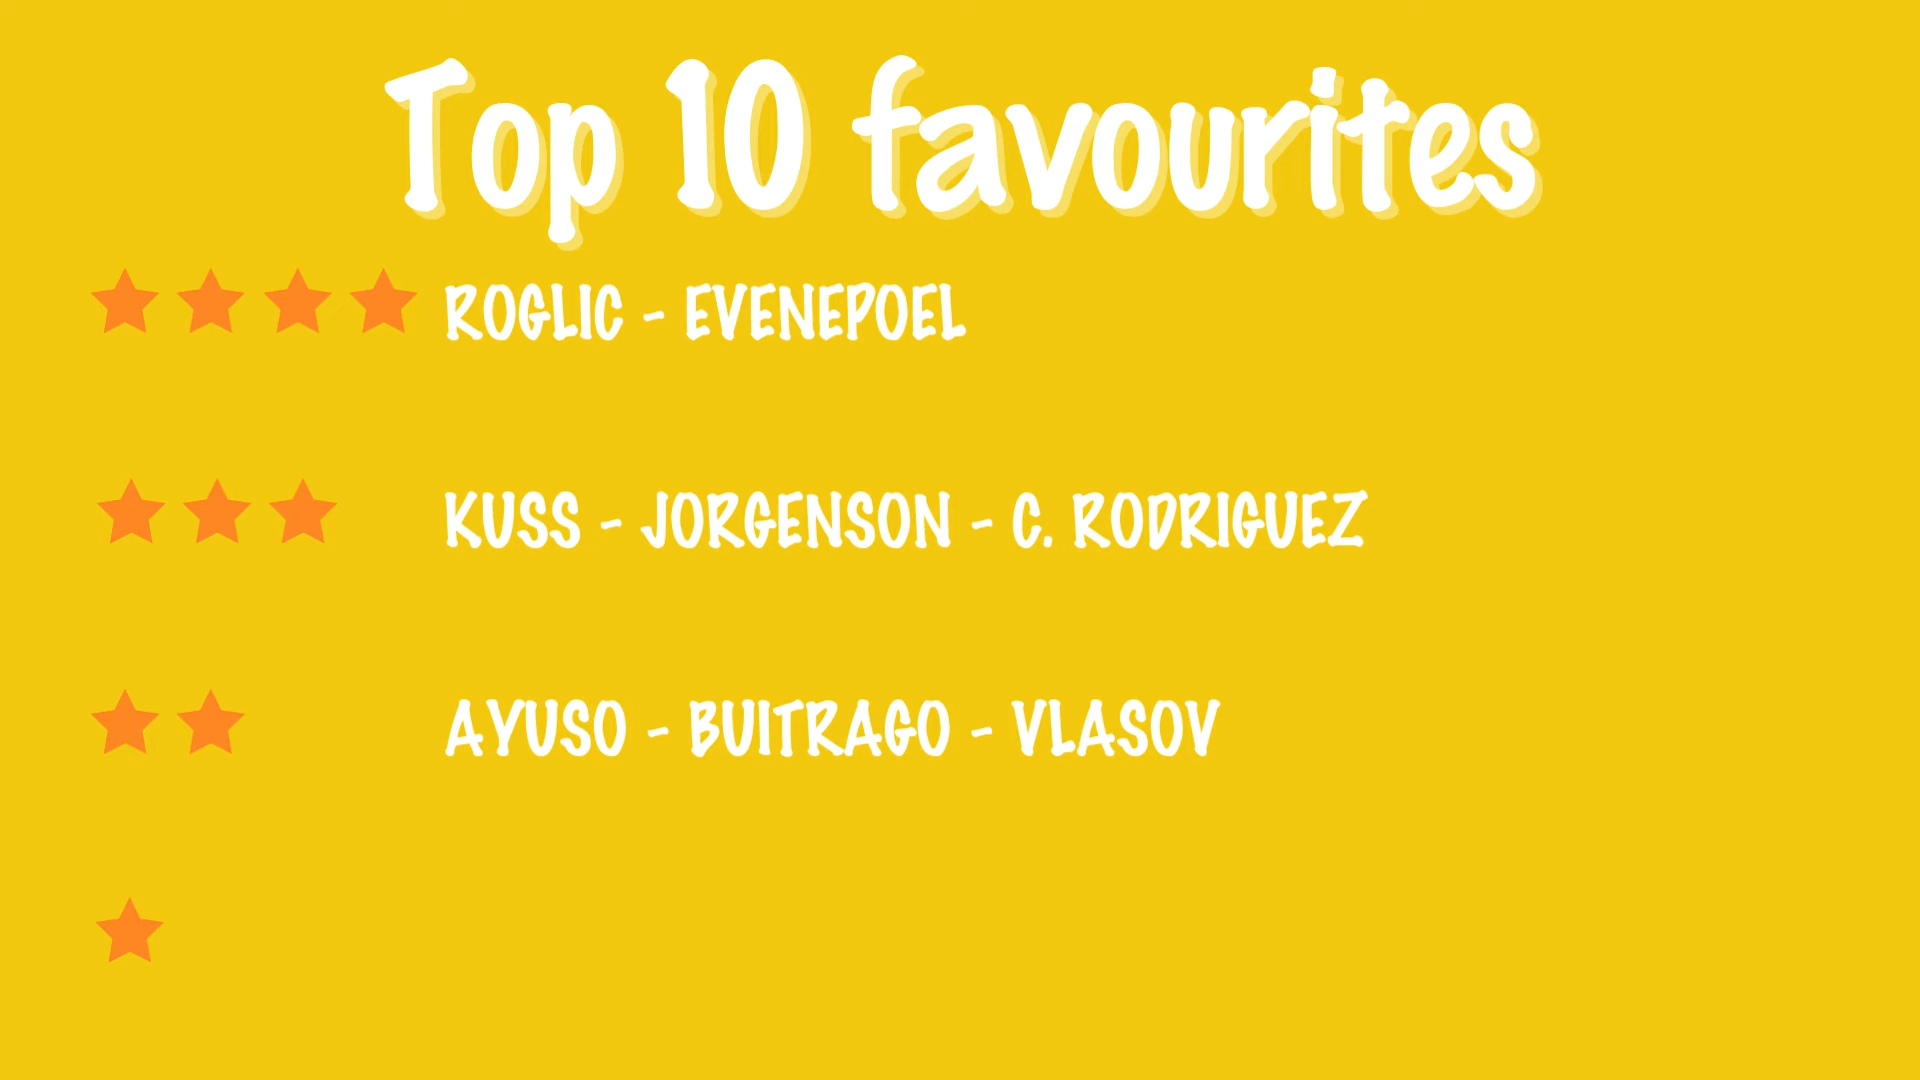 Top 10 favourites
ROGLIC - EVENEPOEL
KUSS - JORGENSON - C. RODRIGUEZ
AYUSO - BUITRAGO - VLASOV